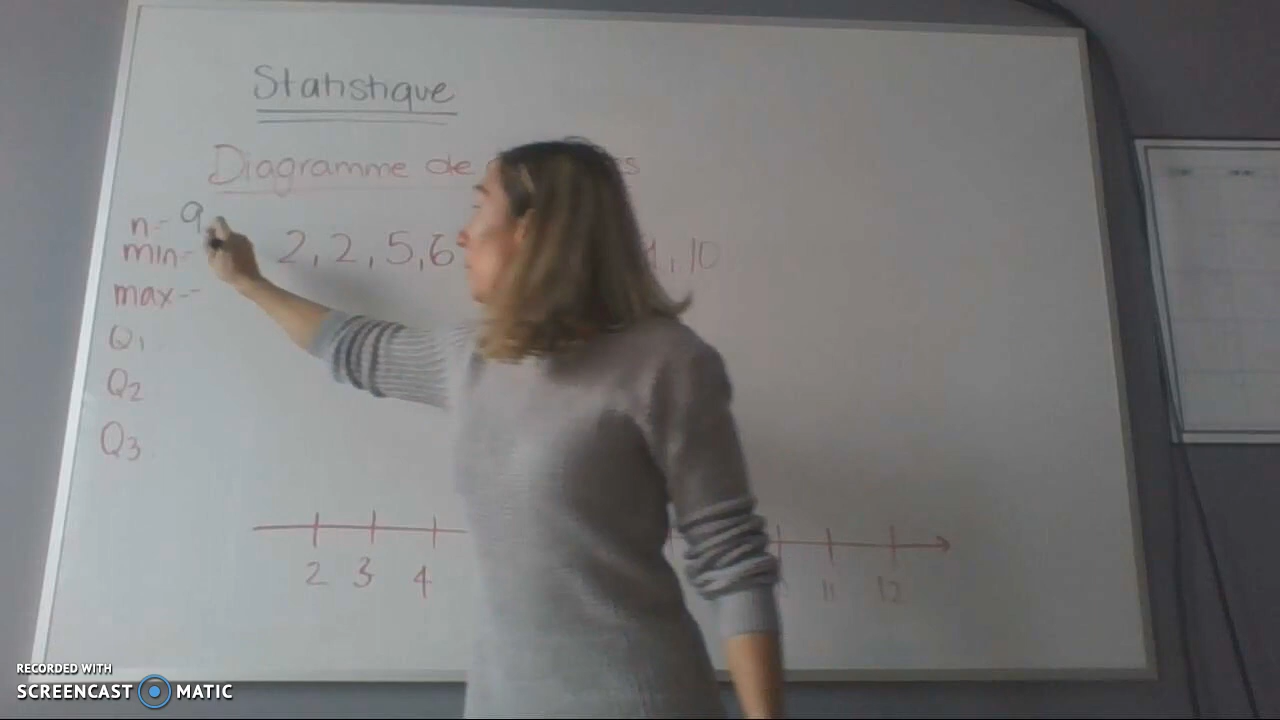 Statistique
Diagramme de
n = 9
min =
2, 2, 5, 6 , 10
max =
Q1
Q2
Q3
2 3 4 11 12
RECORDED WITH
SCREENCAST MATIC